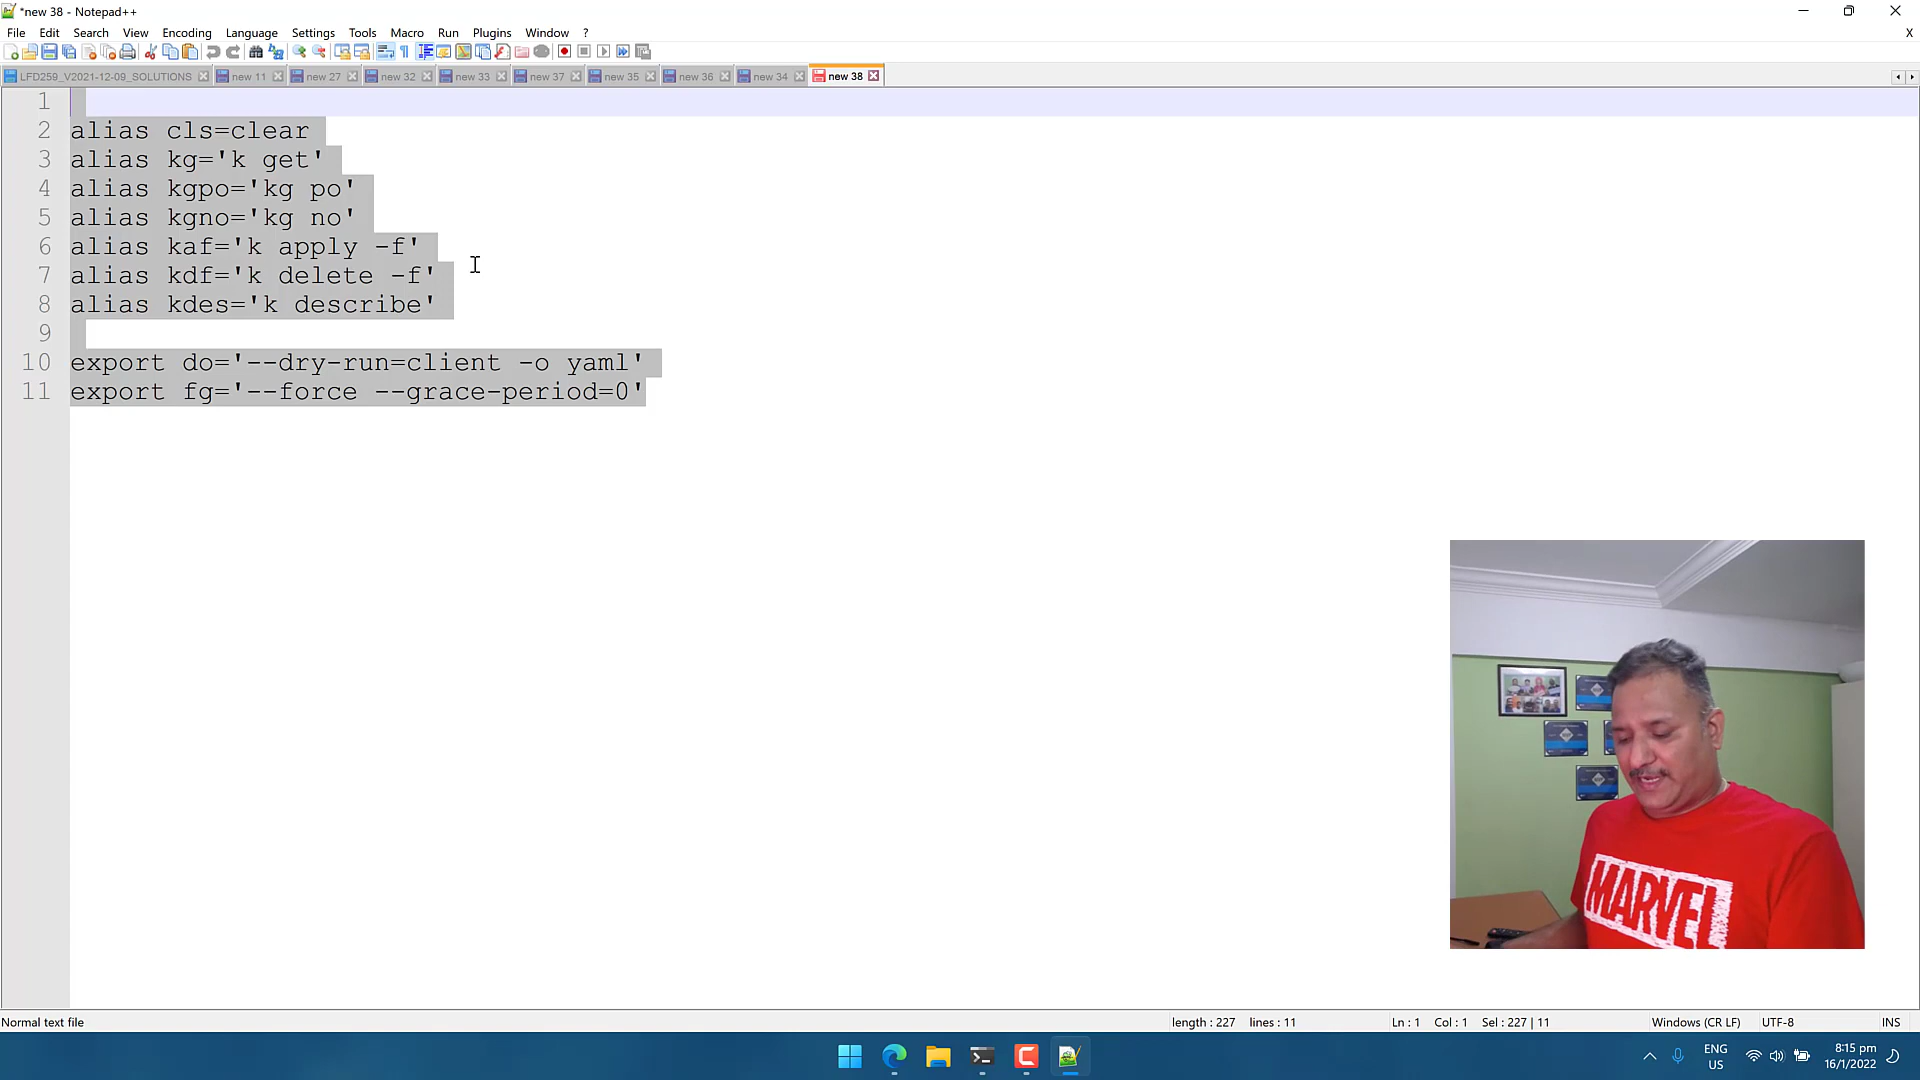 *new 38 - Notepad++
File Edit Search View Encoding Language Settings Tools Macro Run Plugins Window ? X
LFD259_V2021-12-09_SOLUTIONS new 11 new 27 new 32 new 33 new 37 new 35 new 36 new 34 new 38
1
2 alias cls=clear
3 alias kg='k get'
4 alias kgpo='kg po'
5 alias kgno='kg no'
6 alias kaf='k apply -f'
7 alias kdf='k delete -f'
8 alias kdes='k describe'
9
10 export do='--dry-run=client -o yaml'
11 export fg='--force --grace-period=0'
MARVEL
Normal text file length : 227 lines : 11 Ln : 1 Col : 1 Sel : 227 | 11 Windows (CR LF) UTF-8 INS
ENG
US
8:15 pm
16/1/2022